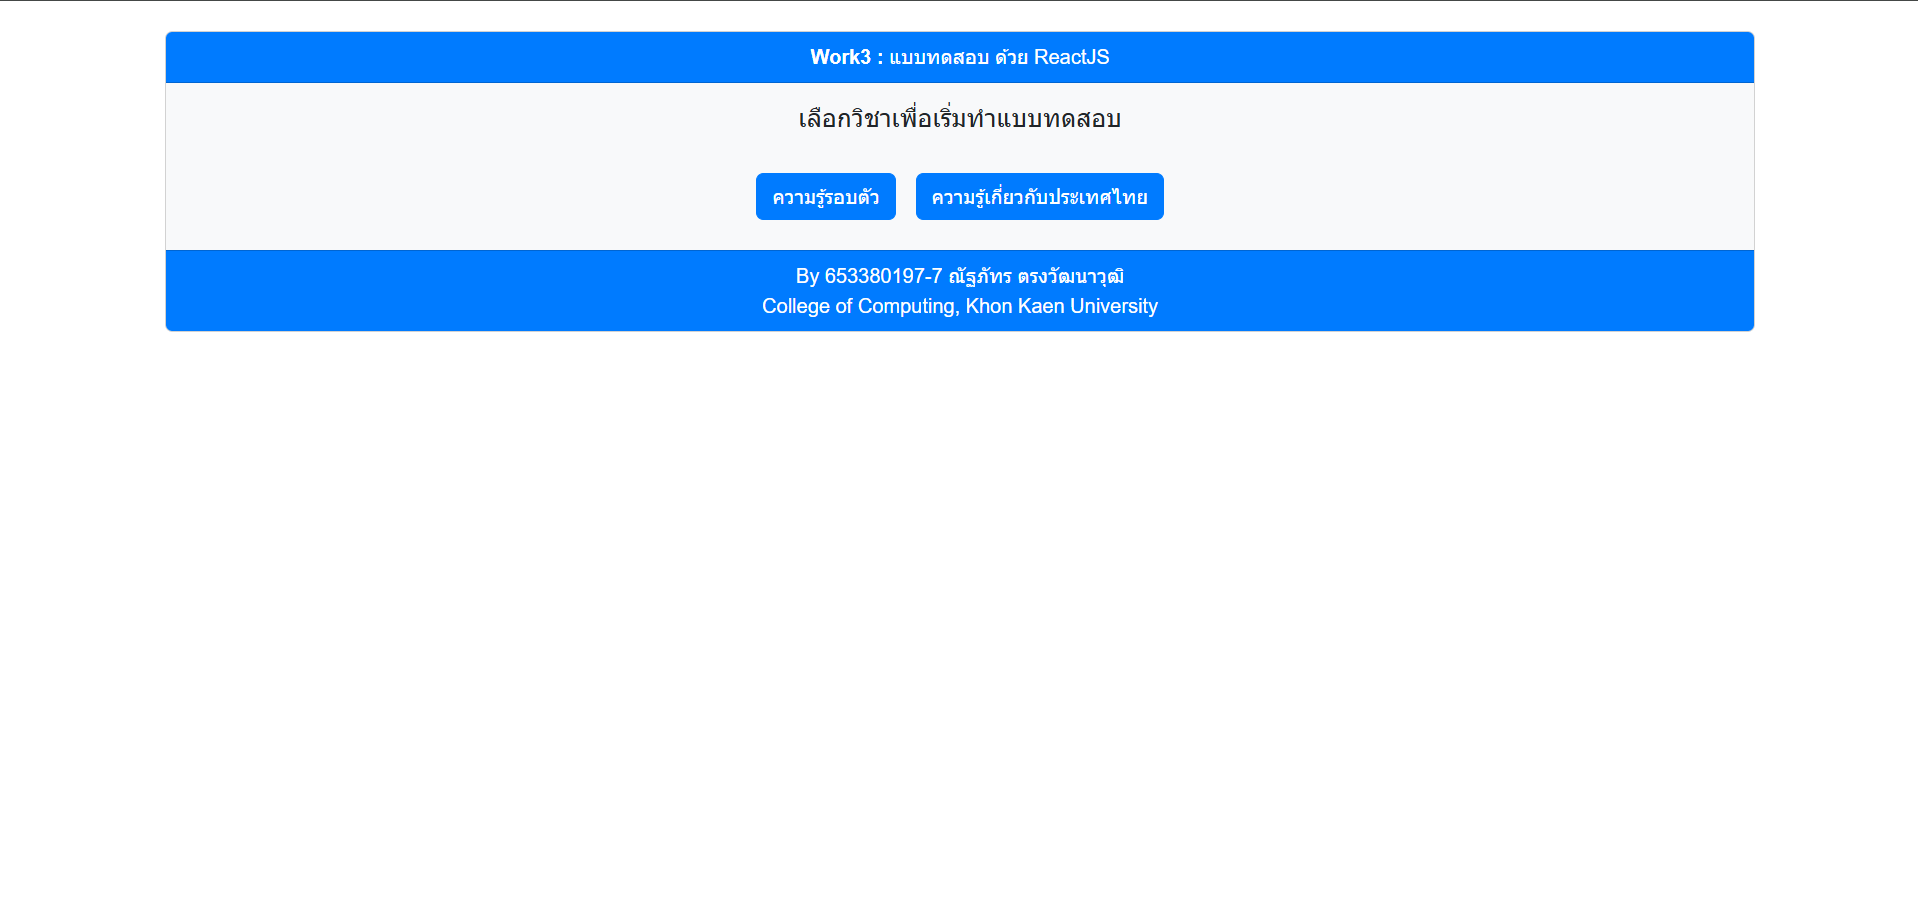 Work3 : แบบทดสอบ ด้วย ReactJS
เลือกวิชาเพื่อเริ่มทำแบบทดสอบ
ความรู้รอบตัว ความรู้เกี่ยวกับประเทศไทย
By 653380197-7 ณัฐภัทร ตรงวัฒนาวุฒิ
College of Computing, Khon Kaen University